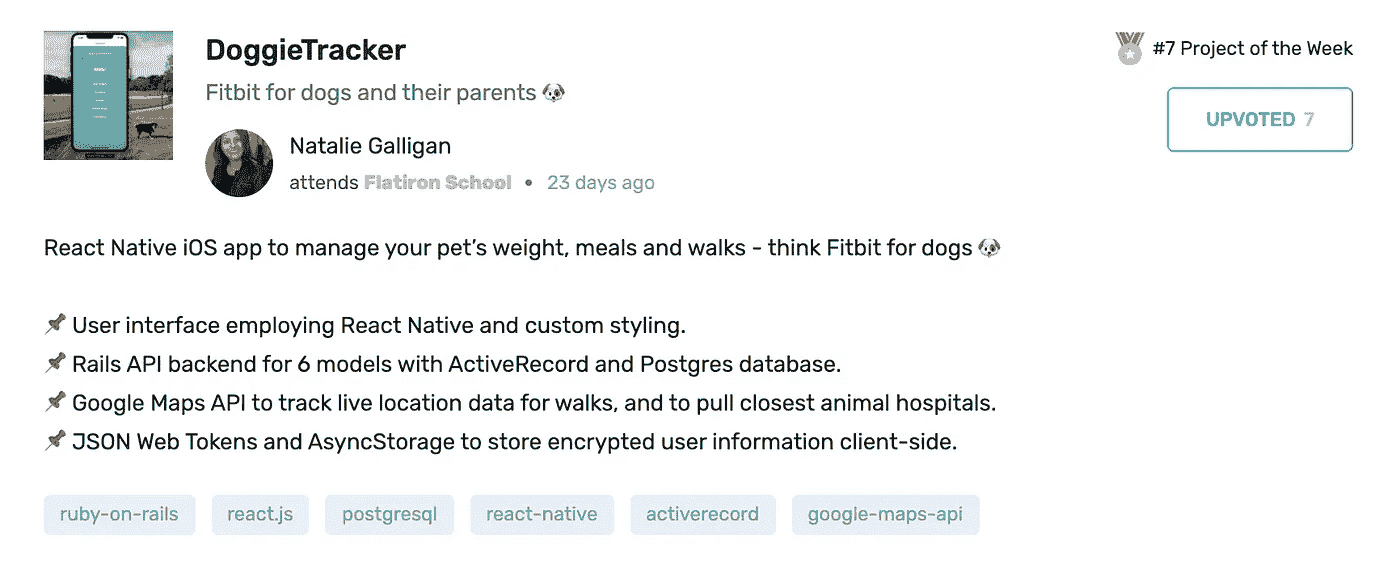 DoggieTracker
Fitbit for dogs and their parents 🐶
Natalie Galligan
attends Flatiron School • 23 days ago
#7 Project of the Week
UPVOTED 7
React Native iOS app to manage your pet’s weight, meals and walks - think Fitbit for dogs 🐶
📌 User interface employing React Native and custom styling.
📌 Rails API backend for 6 models with ActiveRecord and Postgres database.
📌 Google Maps API to track live location data for walks, and to pull closest animal hospitals.
📌 JSON Web Tokens and AsyncStorage to store encrypted user information client-side.
ruby-on-rails react.js postgresql react-native activerecord google-maps-api